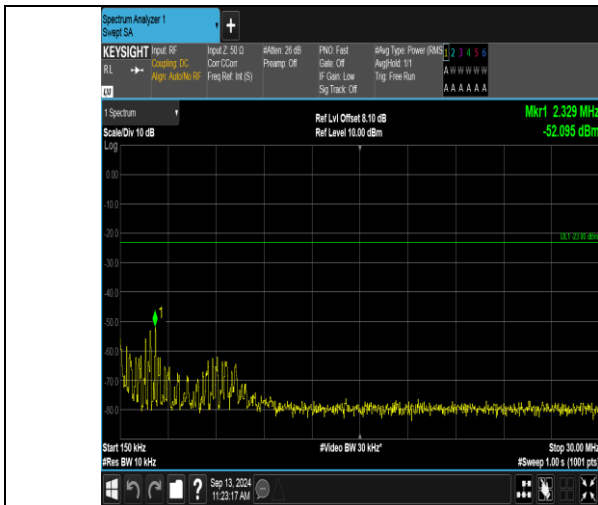 Spectrum Analyzer 1
Swept SA
+
KEYSIGHT Input: RF Input Z: 50 Ω #Atten: 26 dB PNO: Fast #Avg Type: Power (RMS 1 2 3 4 5 6
RL Coupling: DC Corr CCorr Preamp: Off Gate: Off Avg|Hold: 1/1 A W W W W W
Align: Auto/No RF Freq Ref: Int (S) IF Gain: Low Trig: Free Run
LXI Sig Track: Off A A A A A A
1 Spectrum Ref Lvl Offset 8.10 dB Mkr1 2.329 MHz
Scale/Div 10 dB Ref Level 10.00 dBm -52.095 dBm
Log
0.00
-10.0
-20.0
-30.0
-40.0
-50.0
-60.0
-70.0
-80.0
1
Start 150 kHz #Video BW 30 kHz* Stop 30.00 MHz
#Res BW 10 kHz #Sweep 1.00 s (1001 pts)
? Sep 13, 2024
11:23:17 AM